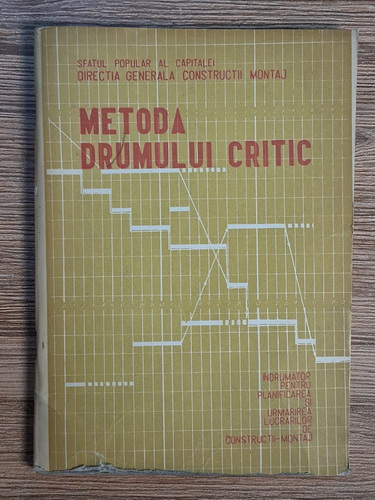 SFATUL POPULAR AL CAPITALEI
DIRECTIA GENERALA CONSTRUCTII MONTAJ
METODA
DRUMULUI CRITIC
INDRUMATOR
PENTRU
PLANIFICAREA
SI
URMARIREA
LUCRARILOR
DE
CONSTRUCTII-MONTAJ